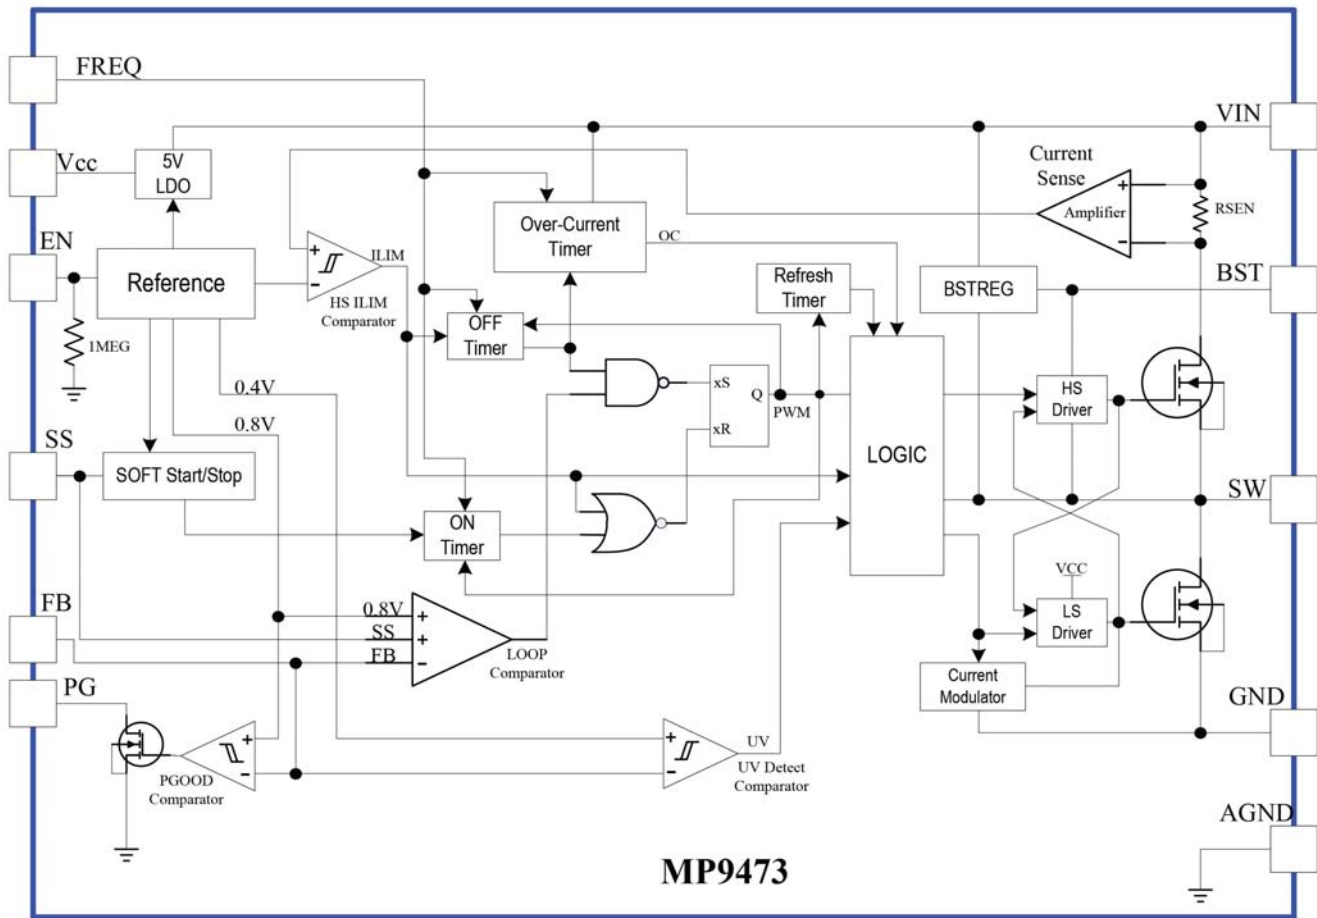 FREQ
VIN
Vcc
5V
LDO
Current
Sense
+
Amplifier
−
RSEN
EN
Reference
+
−
ILIM
HS ILIM
Comparator
Over-Current
Timer
OC
Refresh
Timer
BSTREG
BST
1MEG
OFF
Timer
0.4V
0.8V
xS
Q
xR
PWM
HS
Driver
SS
SOFT Start/Stop
LOGIC
SW
ON
Timer
VCC
LS
Driver
FB
0.8V
+
SS
+
FB
−
LOOP
Comparator
Current
Modulator
PG
GND
+
−
PGOOD
Comparator
+
−
UV
UV Detect
Comparator
AGND
MP9473